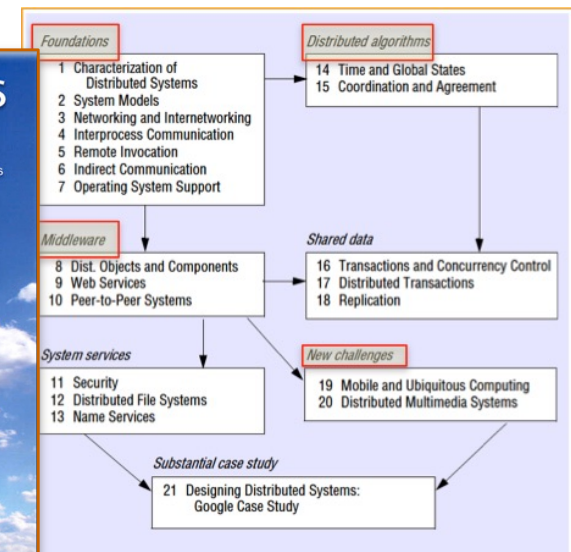 Foundations
1 Characterization of
Distributed Systems
2 System Models
3 Networking and Internetworking
4 Interprocess Communication
5 Remote Invocation
6 Indirect Communication
7 Operating System Support
Distributed algorithms
14 Time and Global States
15 Coordination and Agreement
Middleware
8 Dist. Objects and Components
9 Web Services
10 Peer-to-Peer Systems
Shared data
16 Transactions and Concurrency Control
17 Distributed Transactions
18 Replication
System services
11 Security
12 Distributed File Systems
13 Name Services
New challenges
19 Mobile and Ubiquitous Computing
20 Distributed Multimedia Systems
Substantial case study
21 Designing Distributed Systems:
Google Case Study